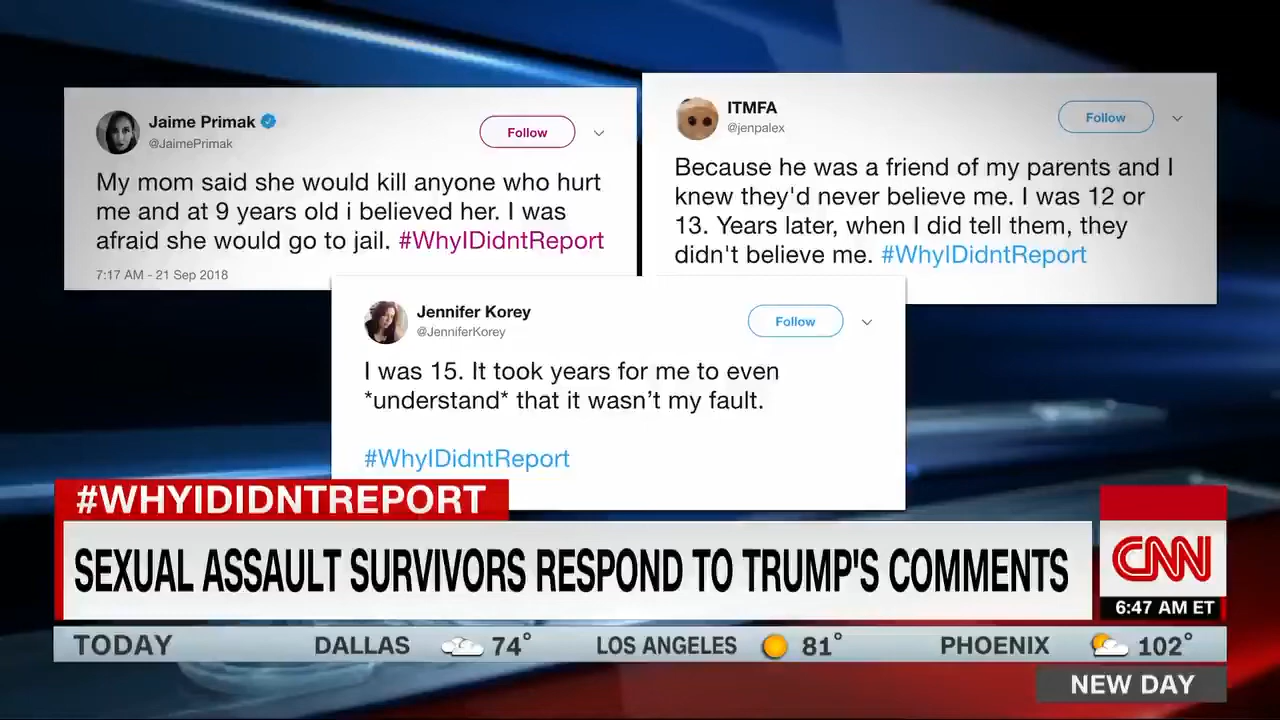 Jaime Primak
@JaimePrimak
Follow
My mom said she would kill anyone who hurt
me and at 9 years old i believed her. I was
afraid she would go to jail. #WhyIDidntReport
7:17 AM - 21 Sep 2018
ITMFA
@jenpalex
Follow
Because he was a friend of my parents and I
knew they'd never believe me. I was 12 or
13. Years later, when I did tell them, they
didn't believe me. #WhyIDidntReport
Jennifer Korey
@JenniferKorey
Follow
I was 15. It took years for me to even
*understand* that it wasn’t my fault.
#WhyIDidntReport
#WHYIDIDNTREPORT
SEXUAL ASSAULT SURVIVORS RESPOND TO TRUMP'S COMMENTS
CNN
6:47 AM ET
TODAY DALLAS 74° LOS ANGELES 81° PHOENIX 102°
NEW DAY